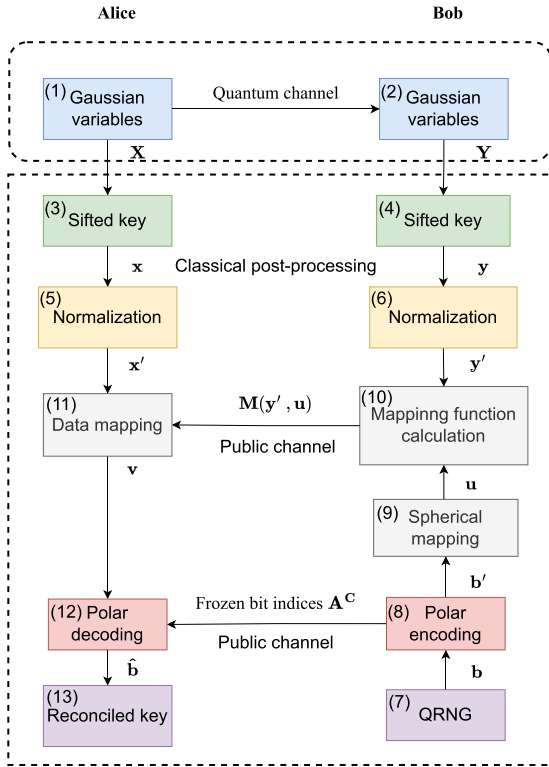 Alice
Bob
(1) Gaussian
variables
Quantum channel
(2) Gaussian
variables
X
Y
(3) Sifted key
(4) Sifted key
x
Classical post-processing
y
(5)
Normalization
(6)
Normalization
x′
y′
(11)
Data mapping
M(y′ , u)
Public channel
(10)
Mappinng function
calculation
v
u
(9)
Spherical
mapping
b′
(12) Polar
decoding
Frozen bit indices A^C
Public channel
(8) Polar
encoding
b̂
b
(13)
Reconciled key
(7) QRNG